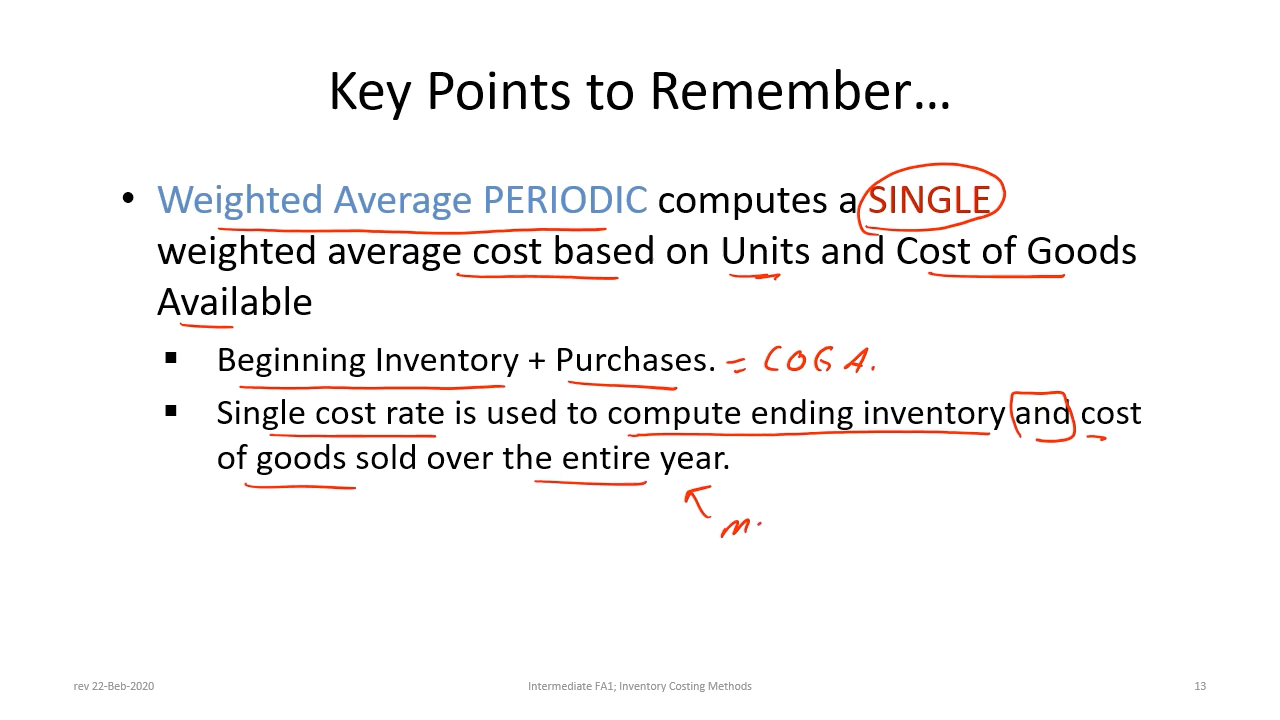 Key Points to Remember…
• Weighted Average PERIODIC computes a SINGLE
weighted average cost based on Units and Cost of Goods
Available
▪ Beginning Inventory + Purchases. = COGA.
▪ Single cost rate is used to compute ending inventory and cost
of goods sold over the entire year.
m.
rev 22-Beb-2020
Intermediate FA1; Inventory Costing Methods
13